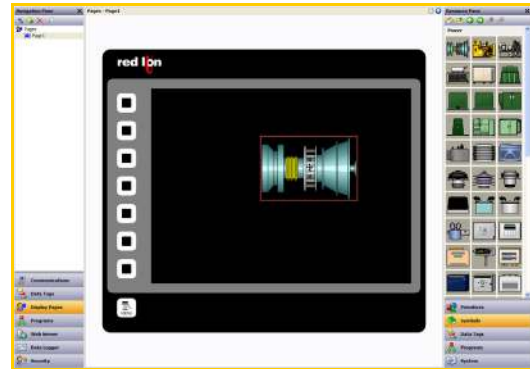 Navigation Pane
Pages - Page1
Resource Pane
Pages
Page1
Power
red lion
MENU
Communications
Data Tags
Display Pages
Programs
Web Server
Data Logger
Security
Primitives
Symbols
Data Tags
Programs
System